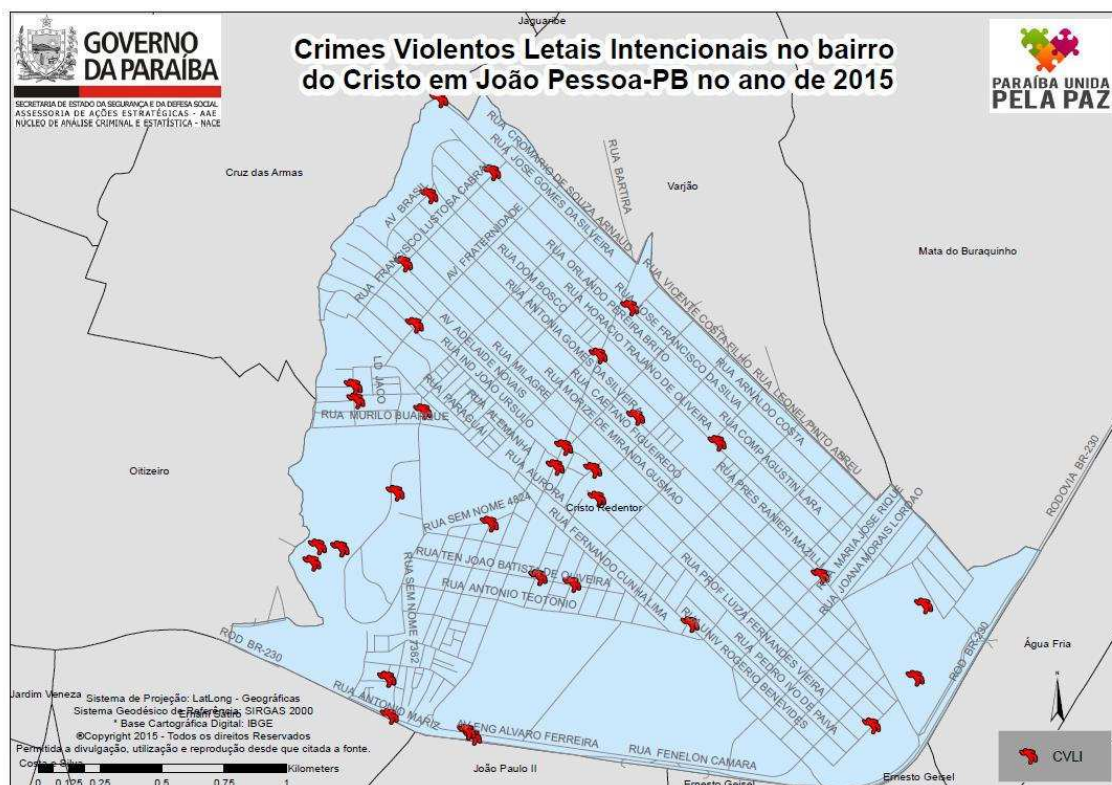 Jaguaribe
GOVERNO
DA PARAÍBA
SECRETARIA DE ESTADO DA SEGURANÇA E DA DEFESA SOCIAL
ASSESSORIA DE AÇÕES ESTRATÉGICAS - AAE
NÚCLEO DE ANÁLISE CRIMINAL E ESTATÍSTICA - NACE
Crimes Violentos Letais Intencionais no bairro
do Cristo em João Pessoa-PB no ano de 2015
PARAÍBA UNIDA
PELA PAZ
Cruz das Armas
Varjão
Mata do Buraquinho
RUA CROMARIO DE SOUZA ARNAUD
RUA JOSE GOMES DA SILVEIRA
RUA BARTIRA
AV BRASIL
RUA FRANCISCO LUSTOSA CABRAL
AV FRATERNIDADE
RUA VICENTE COSTA FILHO
RUA LEONEL PINTO ABREU
RUA DOM BOSCO
RUA ORLANDO PEREIRA BRITO
RUA HORACIO TRAJANO DE OLIVEIRA
RUA JOSE FRANCISCO DA SILVA
RUA ARNALDO COSTA
RUA ANTONIA GOMES DA SILVEIRA
AV ADELAIDE NOVAIS
RUA MILAGRE
RUA IND JOÃO URSULO
RUA CAETANO FIGUEIREDO
RUA MORIZE DE MIRANDA GUSMAO
RUA COMP AGUSTIN LARA
LD JACO
RUA PARAGUAI
RUA ALEMANHA
RUA MURILO BUARQUE
RUA AURORA
RUA PRES RANIERI MAZILLI
RODOVIA BR-230
Oitizeiro
RUA MARIA JOSE RIQUE
RUA JOANA MORAIS LORDAO
Cristo Redentor
RUA SEM NOME 4824
RUA FERNANDO CUNHA LIMA
RUA TEN JOAO BATISTA DE OLIVEIRA
RUA ANTONIO TEOTONIO
RUA SEM NOME 7362
RUA PROF LUIZA FERNANDES VIEIRA
RUA PEDRO IVO DE PAIVA
RUA UNIV ROGERIO BENEVIDES
ROD BR-230
ROD BR-230
Água Fria
Jardim Veneza
Sistema de Projeção: LatLong - Geográficas
Sistema Geodésico de Referência: SIRGAS 2000
Ernani Satiro
* Base Cartográfica Digital: IBGE
®Copyright 2015 - Todos os direitos Reservados
Permitida a divulgação, utilização e reprodução desde que citada a fonte.
RUA ANTONIO MARIZ
AV ENG ALVARO FERREIRA
RUA FENELON CAMARA
Costa e Silva
Kilometers
0 0.125 0.25 0.5 0.75 1
João Paulo II
Ernesto Geisel
Ernesto Geisel
CVLI